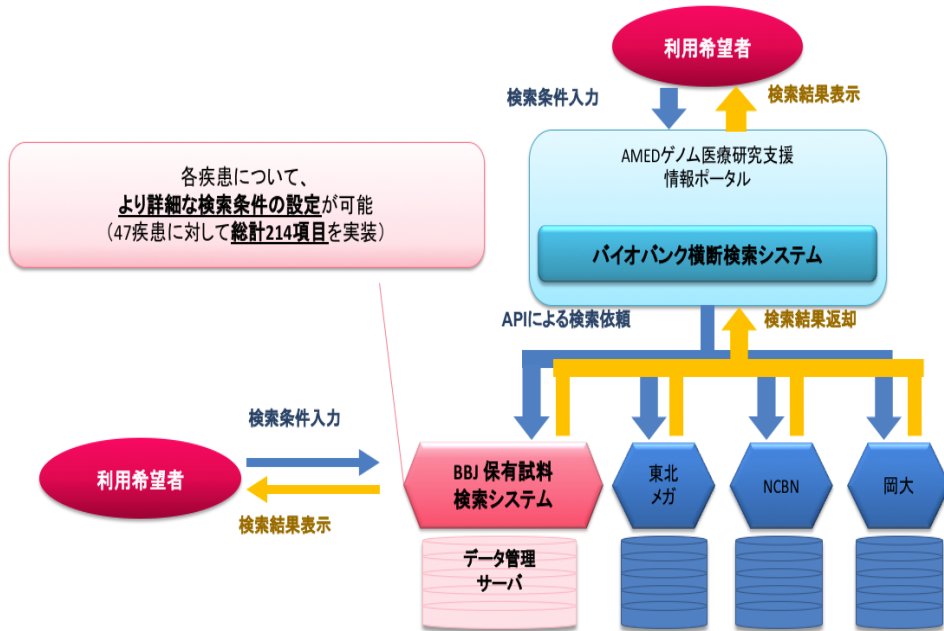 利用希望者
検索条件入力
検索結果表示
AMEDゲノム医療研究支援
情報ポータル
バイオバンク横断検索システム
各疾患について、
より詳細な検索条件の設定が可能
（47疾患に対して総計214項目を実装）
APIによる検索依頼
検索結果返却
検索条件入力
利用希望者
検索結果表示
BBJ 保有試料
検索システム
東北
メガ
NCBN
岡大
データ管理
サーバ